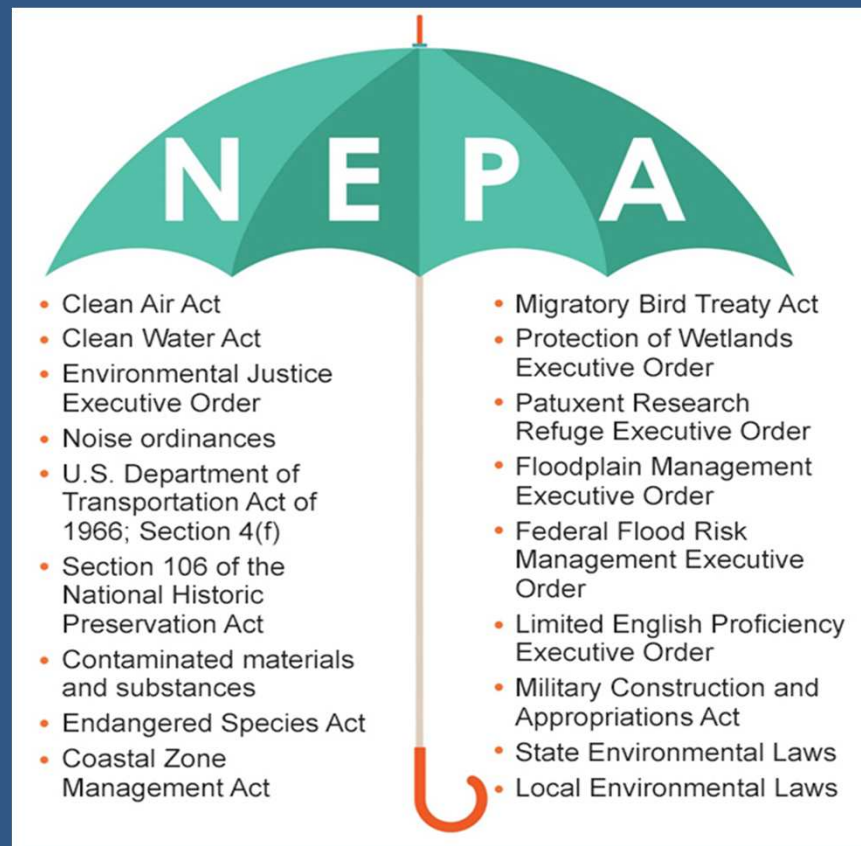 N E P A
• Clean Air Act
• Clean Water Act
• Environmental Justice
Executive Order
• Noise ordinances
• U.S. Department of
Transportation Act of
1966; Section 4(f)
• Section 106 of the
National Historic
Preservation Act
• Contaminated materials
and substances
• Endangered Species Act
• Coastal Zone
Management Act
• Migratory Bird Treaty Act
• Protection of Wetlands
Executive Order
• Patuxent Research
Refuge Executive Order
• Floodplain Management
Executive Order
• Federal Flood Risk
Management Executive
Order
• Limited English Proficiency
Executive Order
• Military Construction and
Appropriations Act
• State Environmental Laws
• Local Environmental Laws